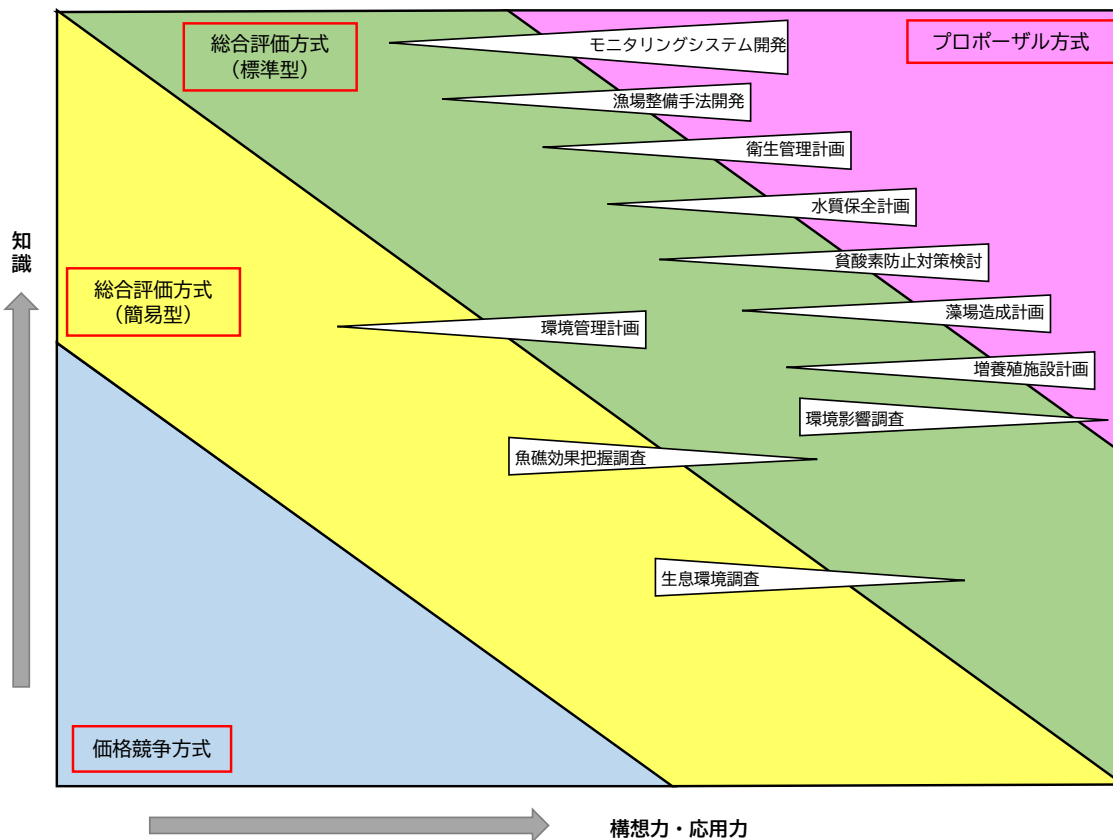 総合評価方式
（標準型）
モニタリングシステム開発
プロポーザル方式
漁場整備手法開発
衛生管理計画
水質保全計画
知
識
貧酸素防止対策検討
総合評価方式
（簡易型）
藻場造成計画
環境管理計画
増養殖施設計画
環境影響調査
魚礁効果把握調査
生息環境調査
価格競争方式
構想力・応用力